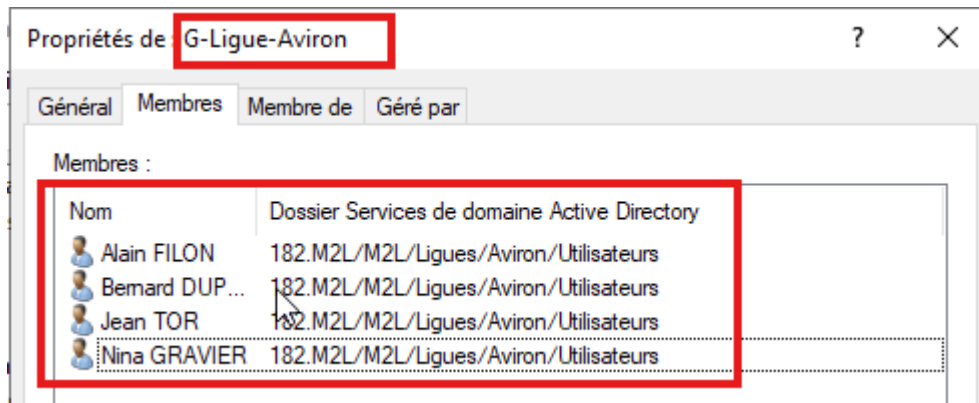 Propriétés de : G-Ligue-Aviron ? X
Général Membres Membre de Géré par
Membres :
Nom Dossier Services de domaine Active Directory
Alain FILON 182.M2L/M2L/Ligues/Aviron/Utilisateurs
Bernard DUP... 182.M2L/M2L/Ligues/Aviron/Utilisateurs
Jean TOR 182.M2L/M2L/Ligues/Aviron/Utilisateurs
Nina GRAVIER 182.M2L/M2L/Ligues/Aviron/Utilisateurs